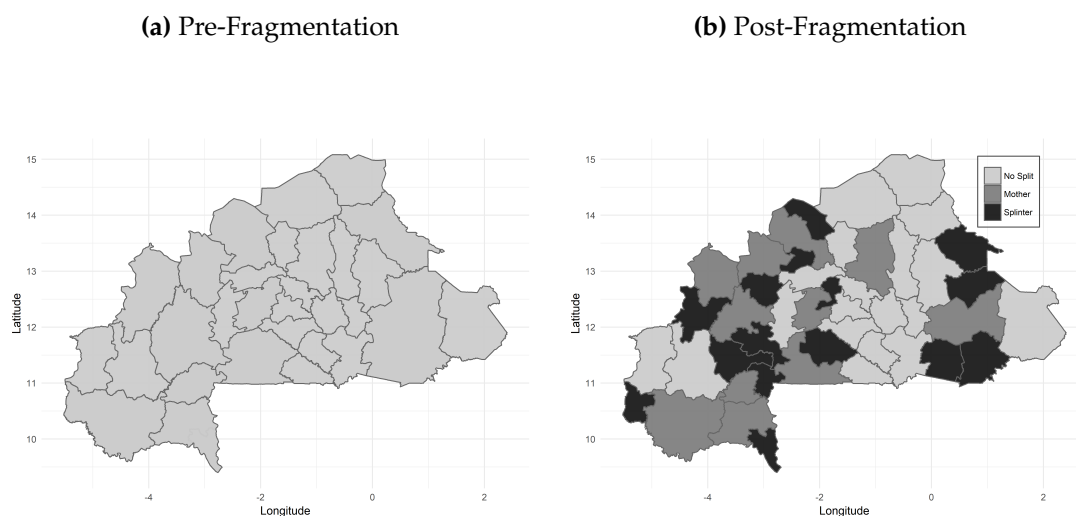 (a) Pre-Fragmentation
15
14
13
12
11
10
Latitude
-4
-2
0
2
Longitude
(b) Post-Fragmentation
15
14
13
12
11
10
Latitude
-4
-2
0
2
Longitude
No Split
Mother
Splinter